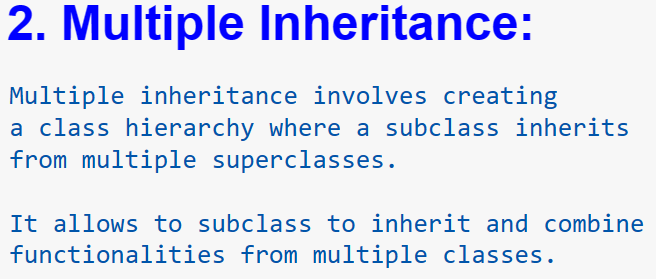 2. Multiple Inheritance:
Multiple inheritance involves creating
a class hierarchy where a subclass inherits
from multiple superclasses.
It allows to subclass to inherit and combine
functionalities from multiple classes.